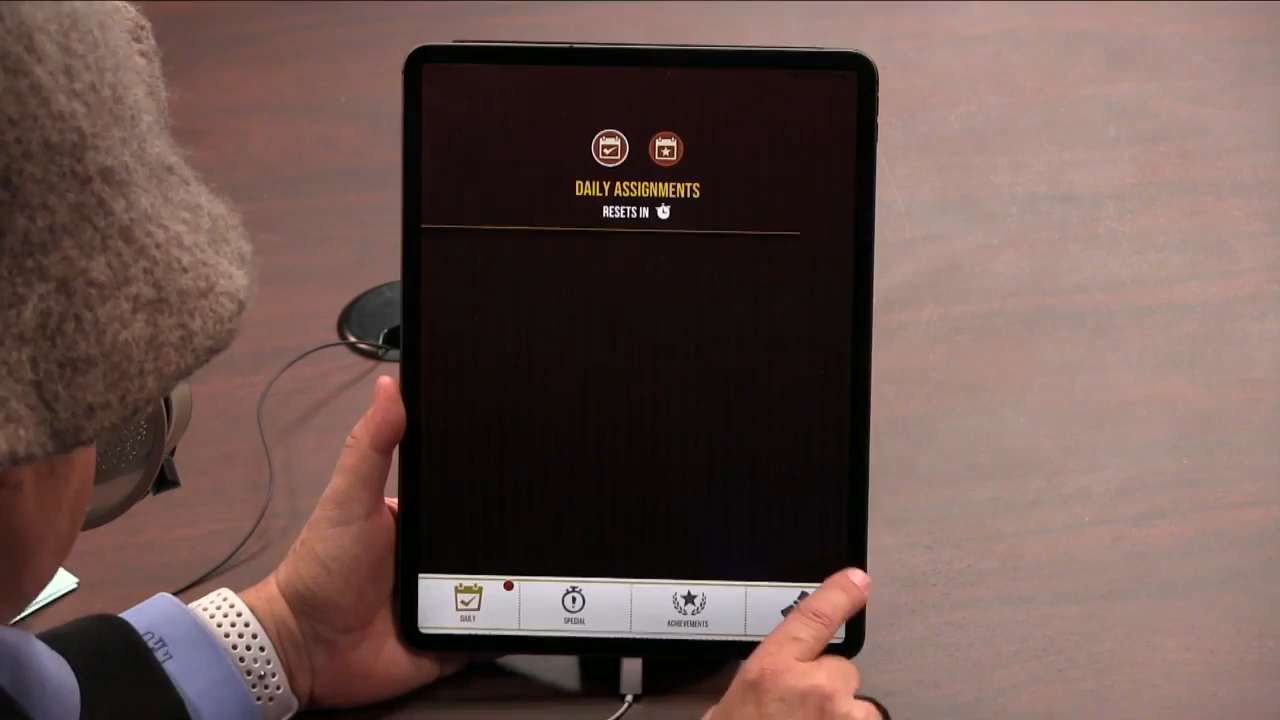 DAILY ASSIGNMENTS
RESETS IN
DAILY
SPECIAL
ACHIEVEMENTS